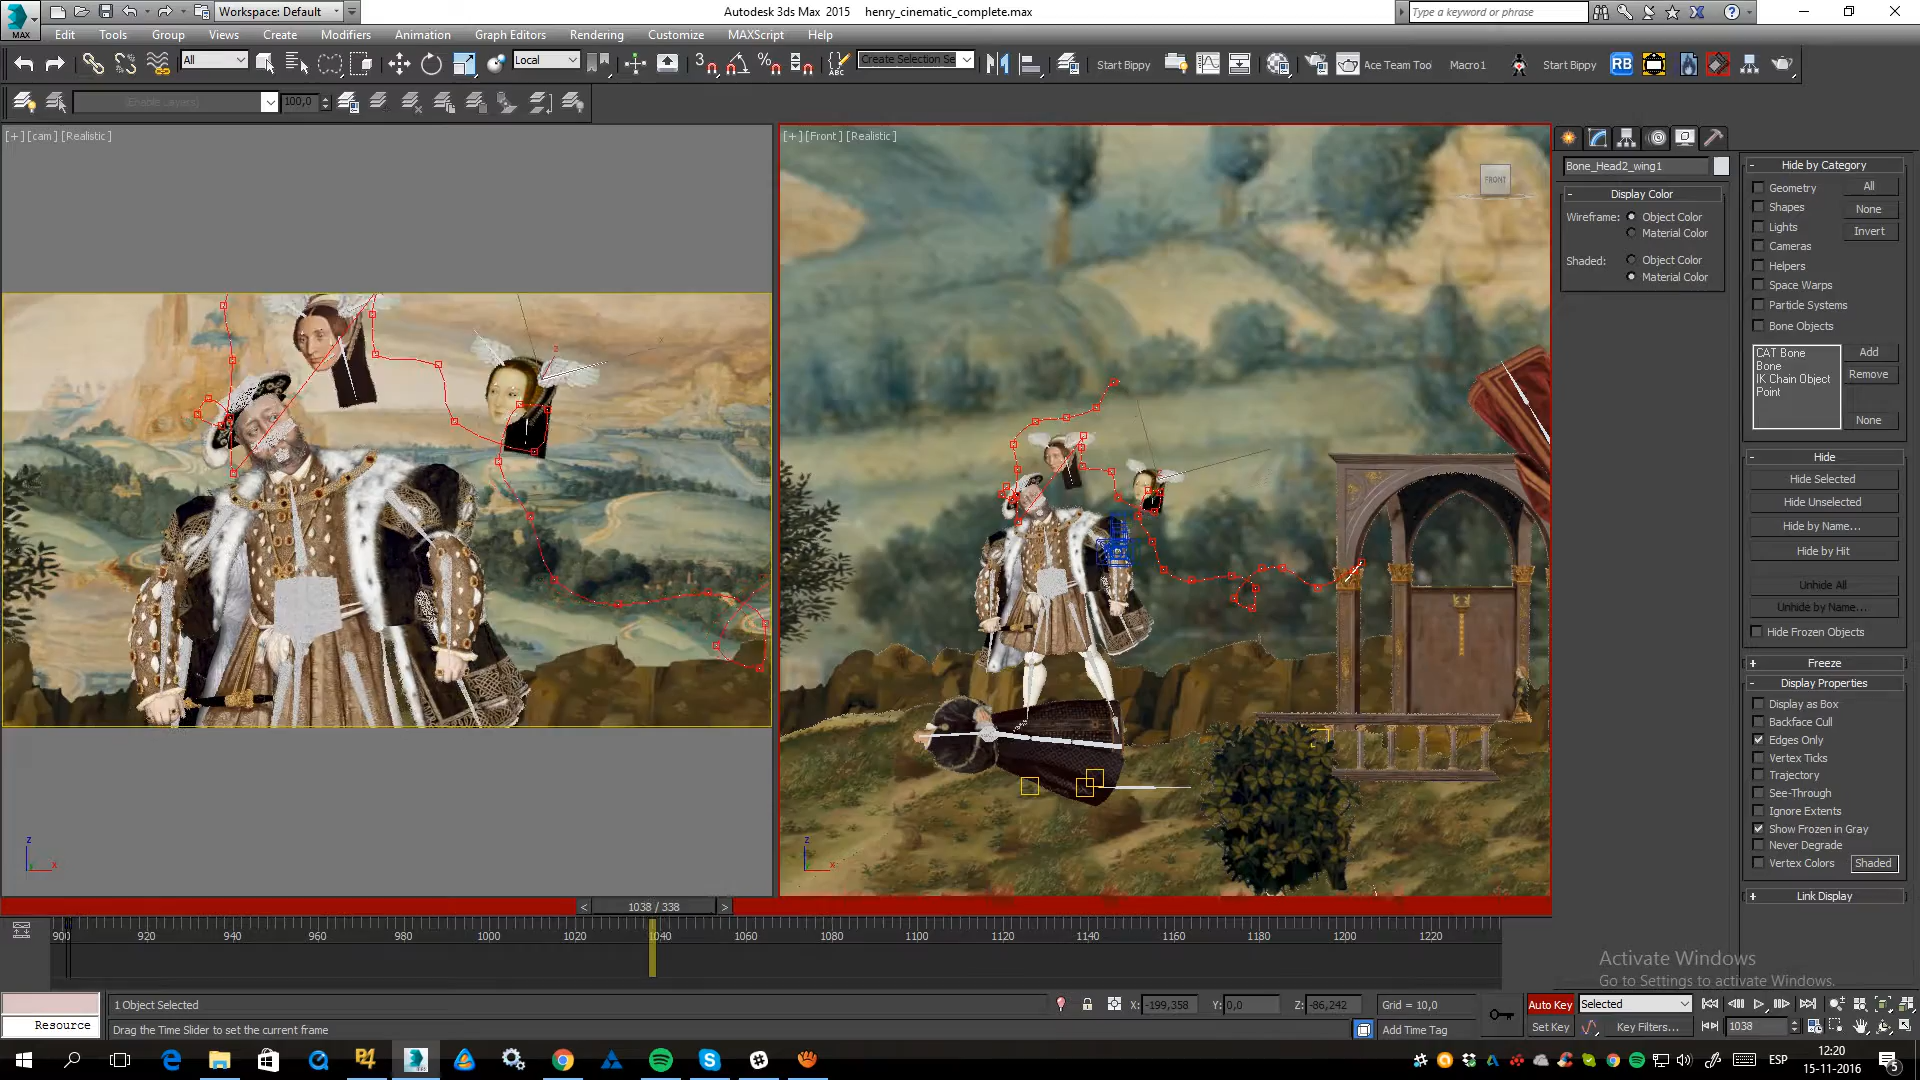 Workspace: Default
Autodesk 3ds Max 2015 henry_cinematic_complete.max
Type a keyword or phrase
MAX
Edit Tools Group Views Create Modifiers Animation Graph Editors Rendering Customize MAXScript Help
All
Local
Create Selection Se
Start Bippy
Ace Team Too
Macro1
Start Bippy
RB
100,0
[+] [cam] [Realistic]
[+] [Front] [Realistic]
FRONT
Bone_Head2_wing1
- Display Color
Wireframe: Object Color
Material Color
Shaded: Object Color
Material Color
- Hide by Category
Geometry All
Shapes None
Lights Invert
Cameras
Helpers
Space Warps
Particle Systems
Bone Objects
CAT Bone Add
Bone Remove
IK Chain Object
Point
None
- Hide
Hide Selected
Hide Unselected
Hide by Name...
Hide by Hit
Unhide All
Unhide by Name...
Hide Frozen Objects
+ Freeze
- Display Properties
Display as Box
Backface Cull
Edges Only
Vertex Ticks
Trajectory
See-Through
Ignore Extents
Show Frozen in Gray
Never Degrade
Vertex Colors Shaded
+ Link Display
< 1038 / 338 >
900 920 940 960 980 1000 1020 1040 1060 1080 1100 1120 1140 1160 1180 1200 1220
Activate Windows
Go to Settings to activate Windows.
1 Object Selected
X: -199,358 Y: 0,0 Z: -86,242 Grid = 10,0
Auto Key Selected
Resource
Drag the Time Slider to set the current frame
Add Time Tag
Set Key Key Filters... 1038
ESP
12:20
15-11-2016
5